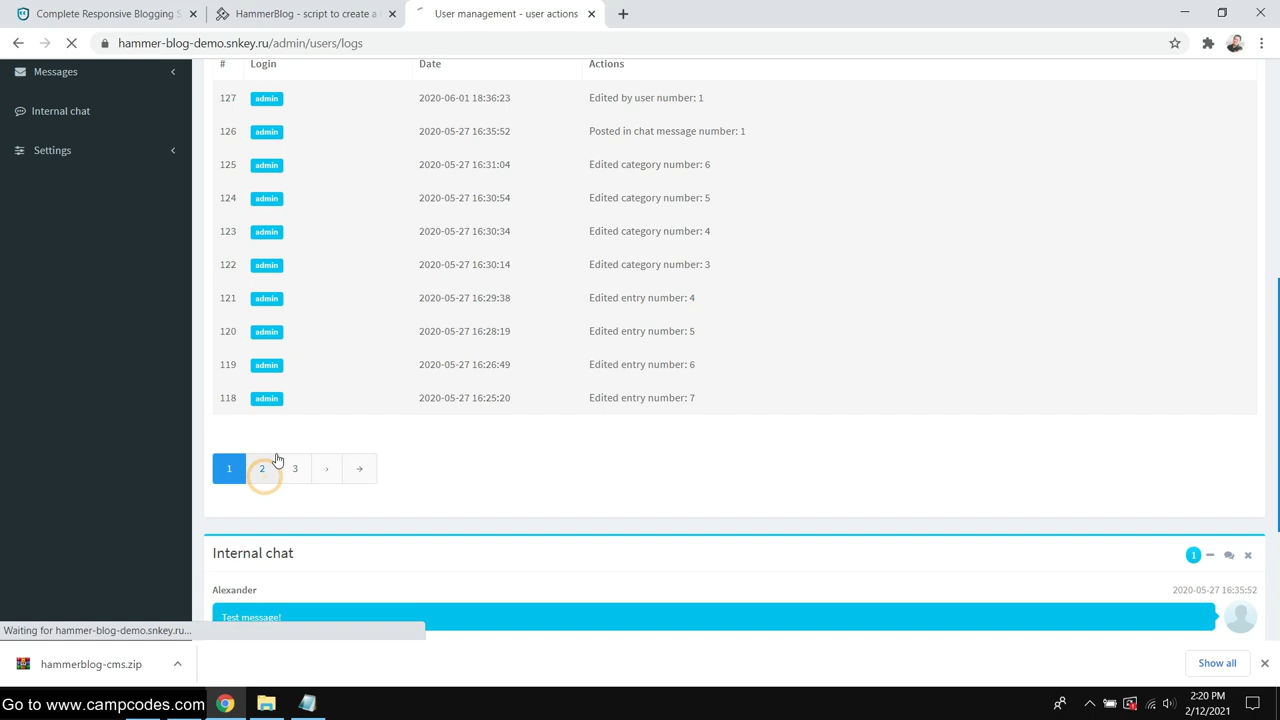 Complete Responsive Blogging S
HammerBlog - script to create a
User management - user actions
hammer-blog-demo.snkey.ru/admin/users/logs
Messages
Internal chat
Settings
# Login Date Actions
127 admin 2020-06-01 18:36:23 Edited by user number: 1
126 admin 2020-05-27 16:35:52 Posted in chat message number: 1
125 admin 2020-05-27 16:31:04 Edited category number: 6
124 admin 2020-05-27 16:30:54 Edited category number: 5
123 admin 2020-05-27 16:30:34 Edited category number: 4
122 admin 2020-05-27 16:30:14 Edited category number: 3
121 admin 2020-05-27 16:29:38 Edited entry number: 4
120 admin 2020-05-27 16:28:19 Edited entry number: 5
119 admin 2020-05-27 16:26:49 Edited entry number: 6
118 admin 2020-05-27 16:25:20 Edited entry number: 7
1 2 3 › →
Internal chat 1
Alexander 2020-05-27 16:35:52
Test message!
Waiting for hammer-blog-demo.snkey.ru...
hammerblog-cms.zip
Show all
Go to www.campcodes.com
2:20 PM
2/12/2021